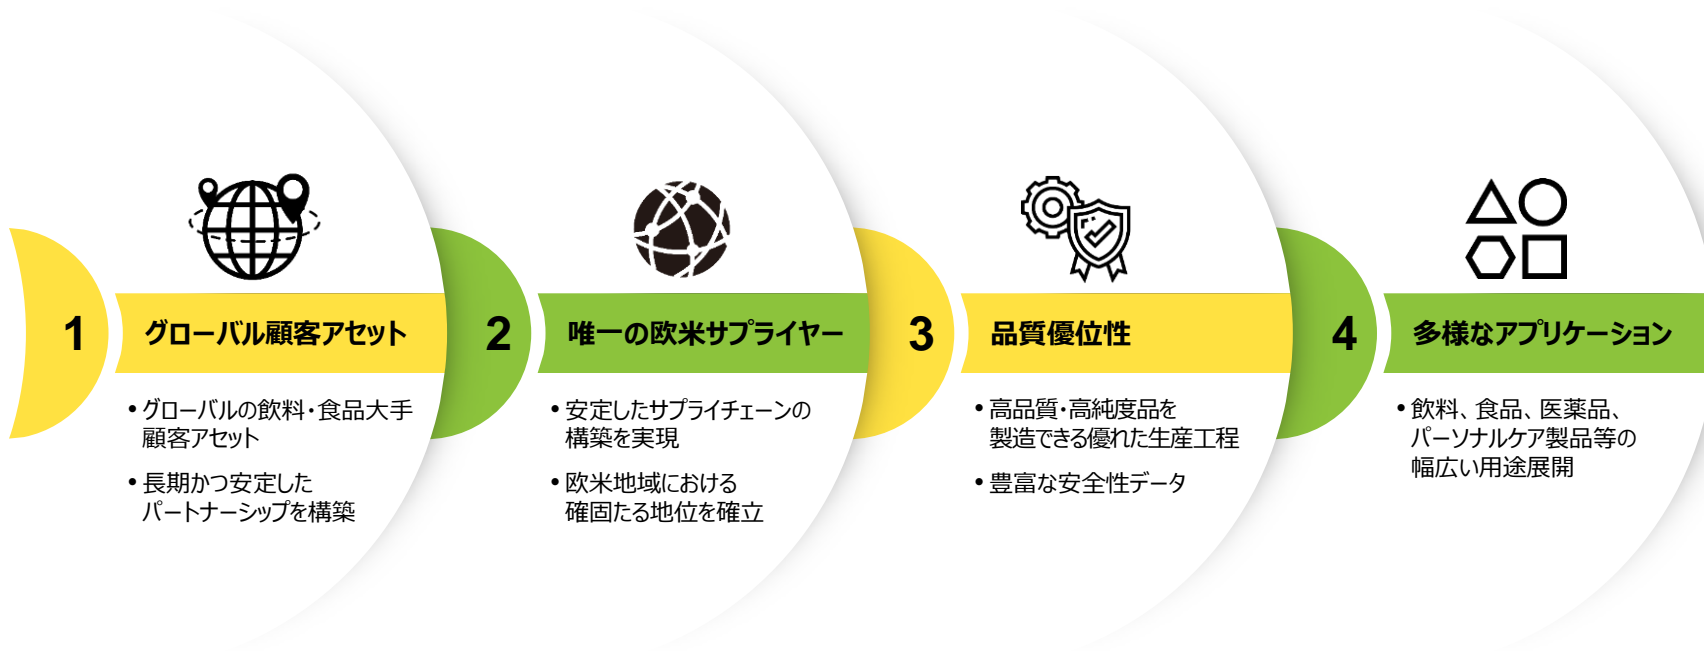 1
グローバル顧客アセット
• グローバルの飲料・食品大手
顧客アセット
• 長期かつ安定した
パートナーシップを構築
2
唯一の欧米サプライヤー
• 安定したサプライチェーンの
構築を実現
• 欧米地域における
確固たる地位を確立
3
品質優位性
• 高品質・高純度品を
製造できる優れた生産工程
• 豊富な安全性データ
4
多様なアプリケーション
• 飲料、食品、医薬品、
パーソナルケア製品等の
幅広い用途展開